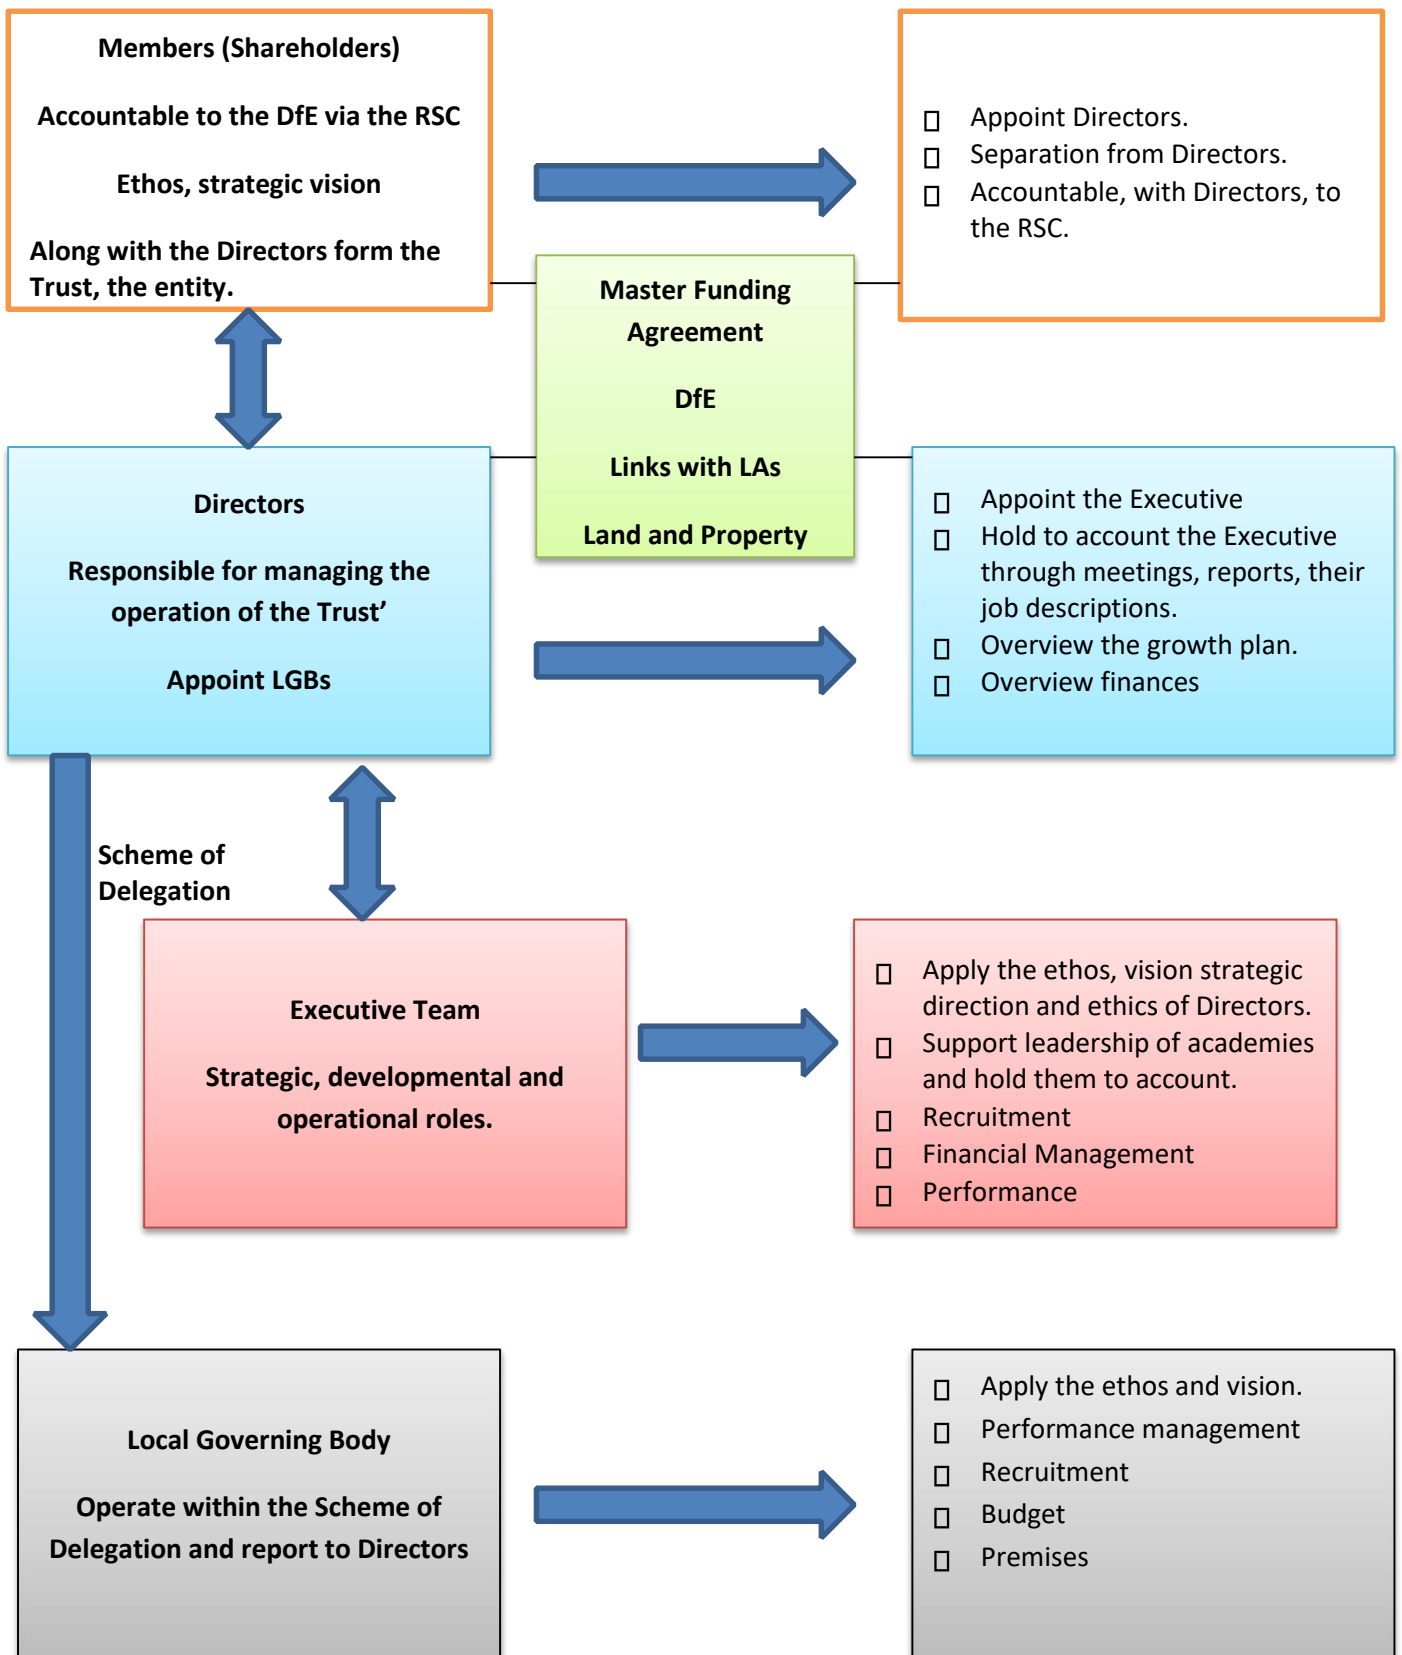 Members (Shareholders)
Accountable to the DfE via the RSC
Ethos, strategic vision
Along with the Directors form the
Trust, the entity.
Appoint Directors.
Separation from Directors.
Accountable, with Directors, to
the RSC.
Master Funding
Agreement
DfE
Links with LAs
Land and Property
Directors
Responsible for managing the
operation of the Trust’
Appoint LGBs
Appoint the Executive
Hold to account the Executive
through meetings, reports, their
job descriptions.
Overview the growth plan.
Overview finances
Scheme of
Delegation
Executive Team
Strategic, developmental and
operational roles.
Apply the ethos, vision strategic
direction and ethics of Directors.
Support leadership of academies
and hold them to account.
Recruitment
Financial Management
Performance
Local Governing Body
Operate within the Scheme of
Delegation and report to Directors
Apply the ethos and vision.
Performance management
Recruitment
Budget
Premises